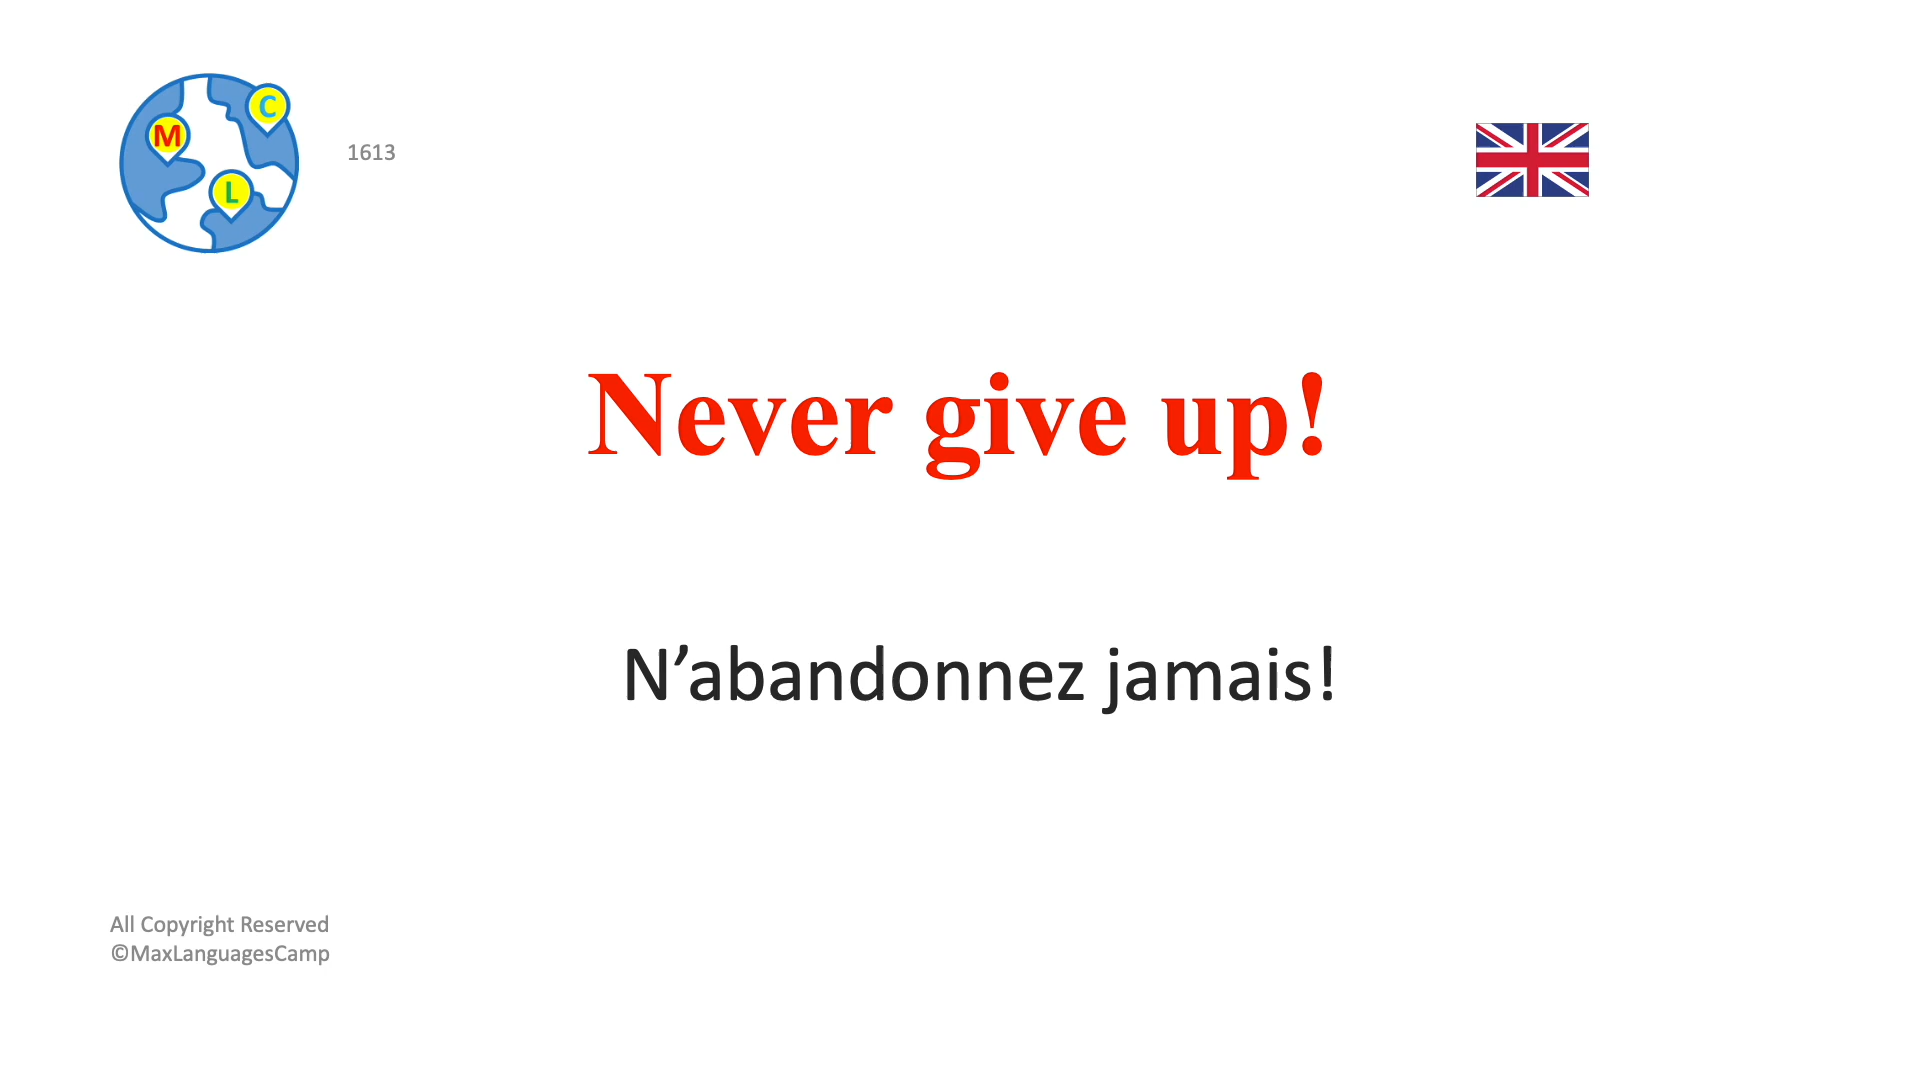 C
M
1613
L
Never give up!
N’abandonnez jamais!
All Copyright Reserved
©MaxLanguagesCamp